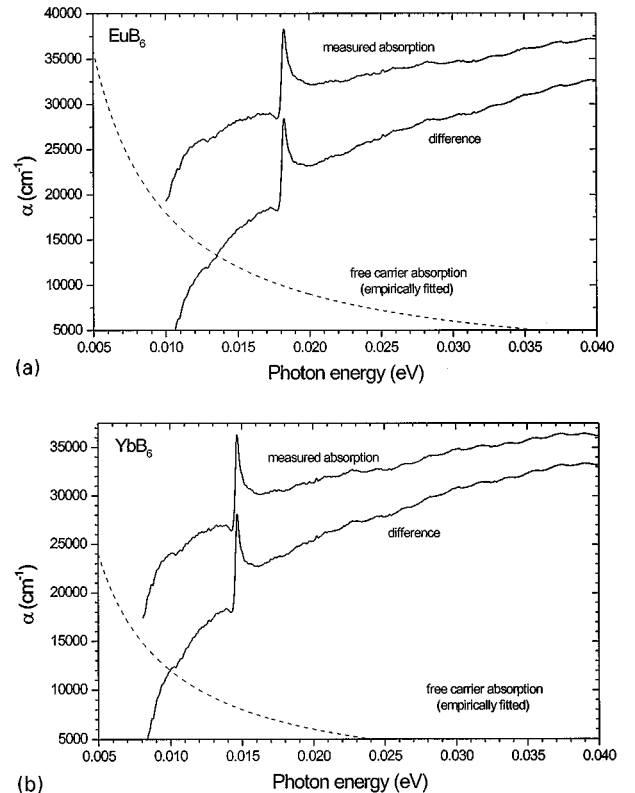 EuB6
measured absorption
difference
free carrier absorption
(empirically fitted)
α (cm-1)
40000
35000
30000
25000
20000
15000
10000
5000
0.005 0.010 0.015 0.020 0.025 0.030 0.035 0.040
Photon energy (eV)
(a)
YbB6
measured absorption
difference
free carrier absorption
(empirically fitted)
α (cm-1)
35000
30000
25000
20000
15000
10000
5000
0.005 0.010 0.015 0.020 0.025 0.030 0.035 0.040
Photon energy (eV)
(b)